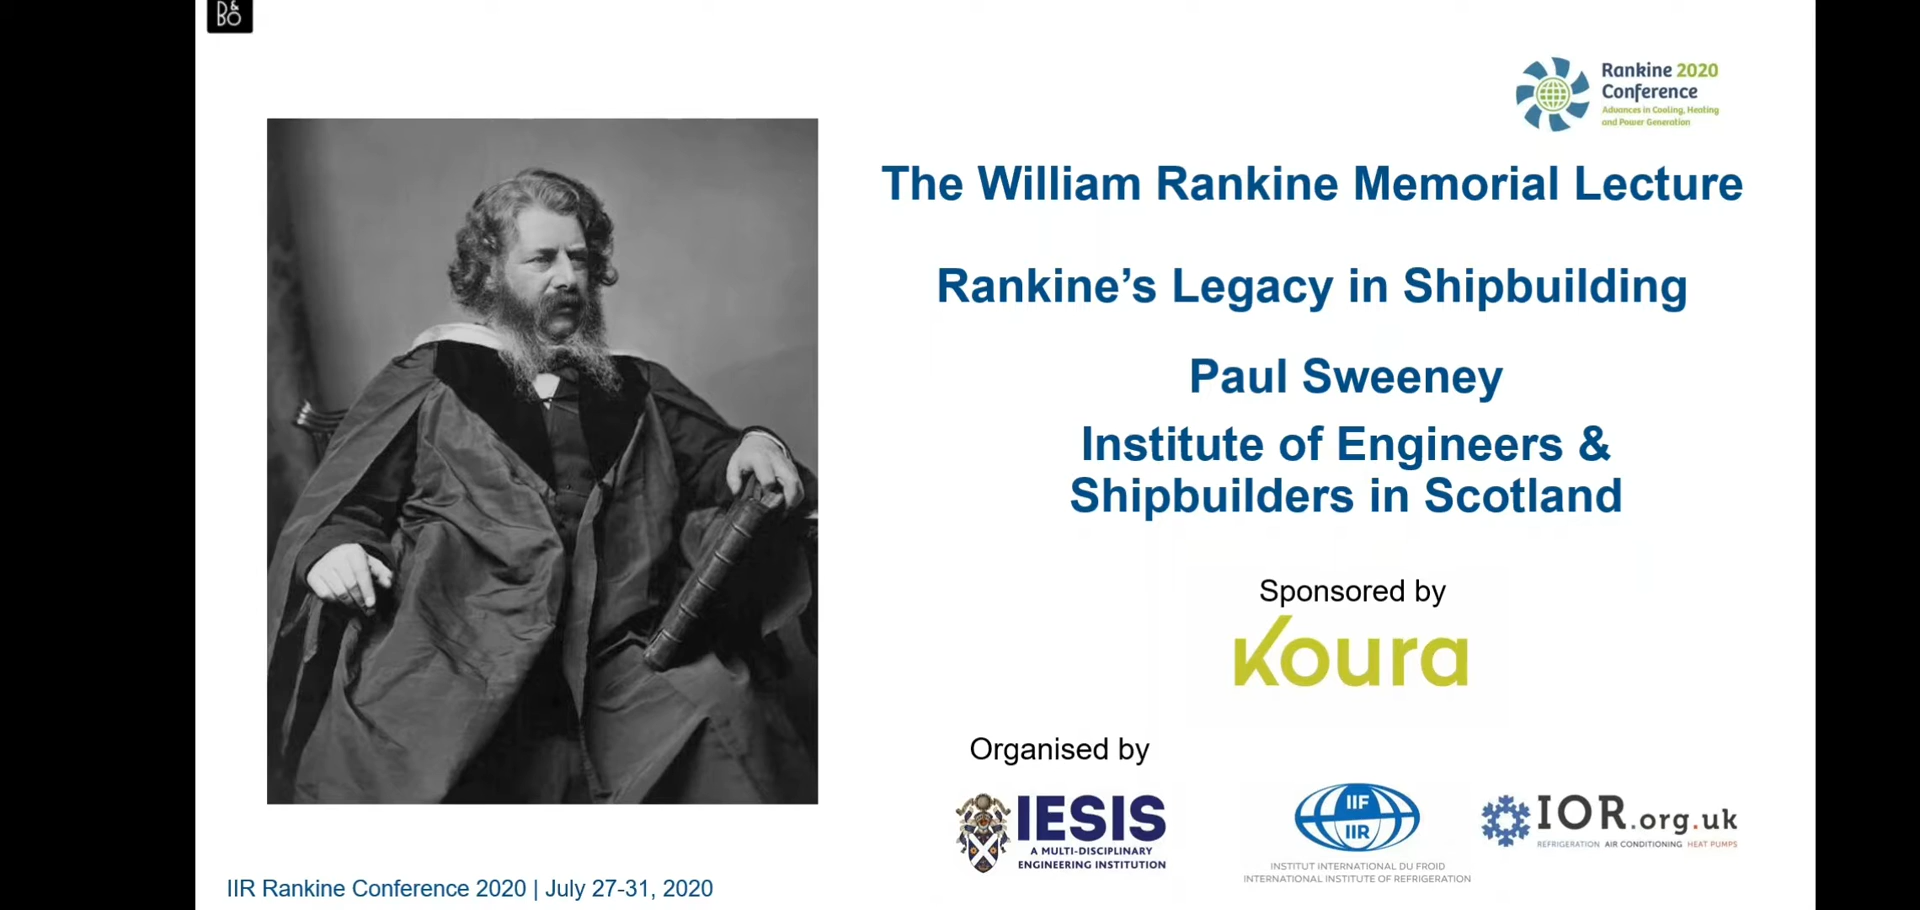 B&O
Rankine 2020
Conference
Advances in Cooling, Heating
and Power Generation
The William Rankine Memorial Lecture
Rankine’s Legacy in Shipbuilding
Paul Sweeney
Institute of Engineers &
Shipbuilders in Scotland
Sponsored by
Koura
Organised by
IESIS
A MULTI-DISCIPLINARY
ENGINEERING INSTITUTION
IIF
IIR
INSTITUT INTERNATIONAL DU FROID
INTERNATIONAL INSTITUTE OF REFRIGERATION
IOR.org.uk
REFRIGERATION AIR CONDITIONING HEAT PUMPS
IIR Rankine Conference 2020 | July 27-31, 2020